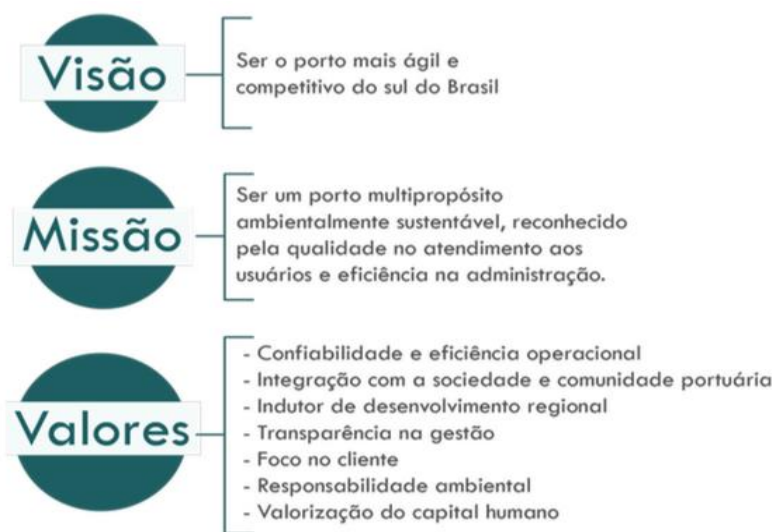 Visão
Ser o porto mais ágil e
competitivo do sul do Brasil
Missão
Ser um porto multipropósito
ambientalmente sustentável, reconhecido
pela qualidade no atendimento aos
usuários e eficiência na administração.
Valores
- Confiabilidade e eficiência operacional
- Integração com a sociedade e comunidade portuária
- Indutor de desenvolvimento regional
- Transparência na gestão
- Foco no cliente
- Responsabilidade ambiental
- Valorização do capital humano